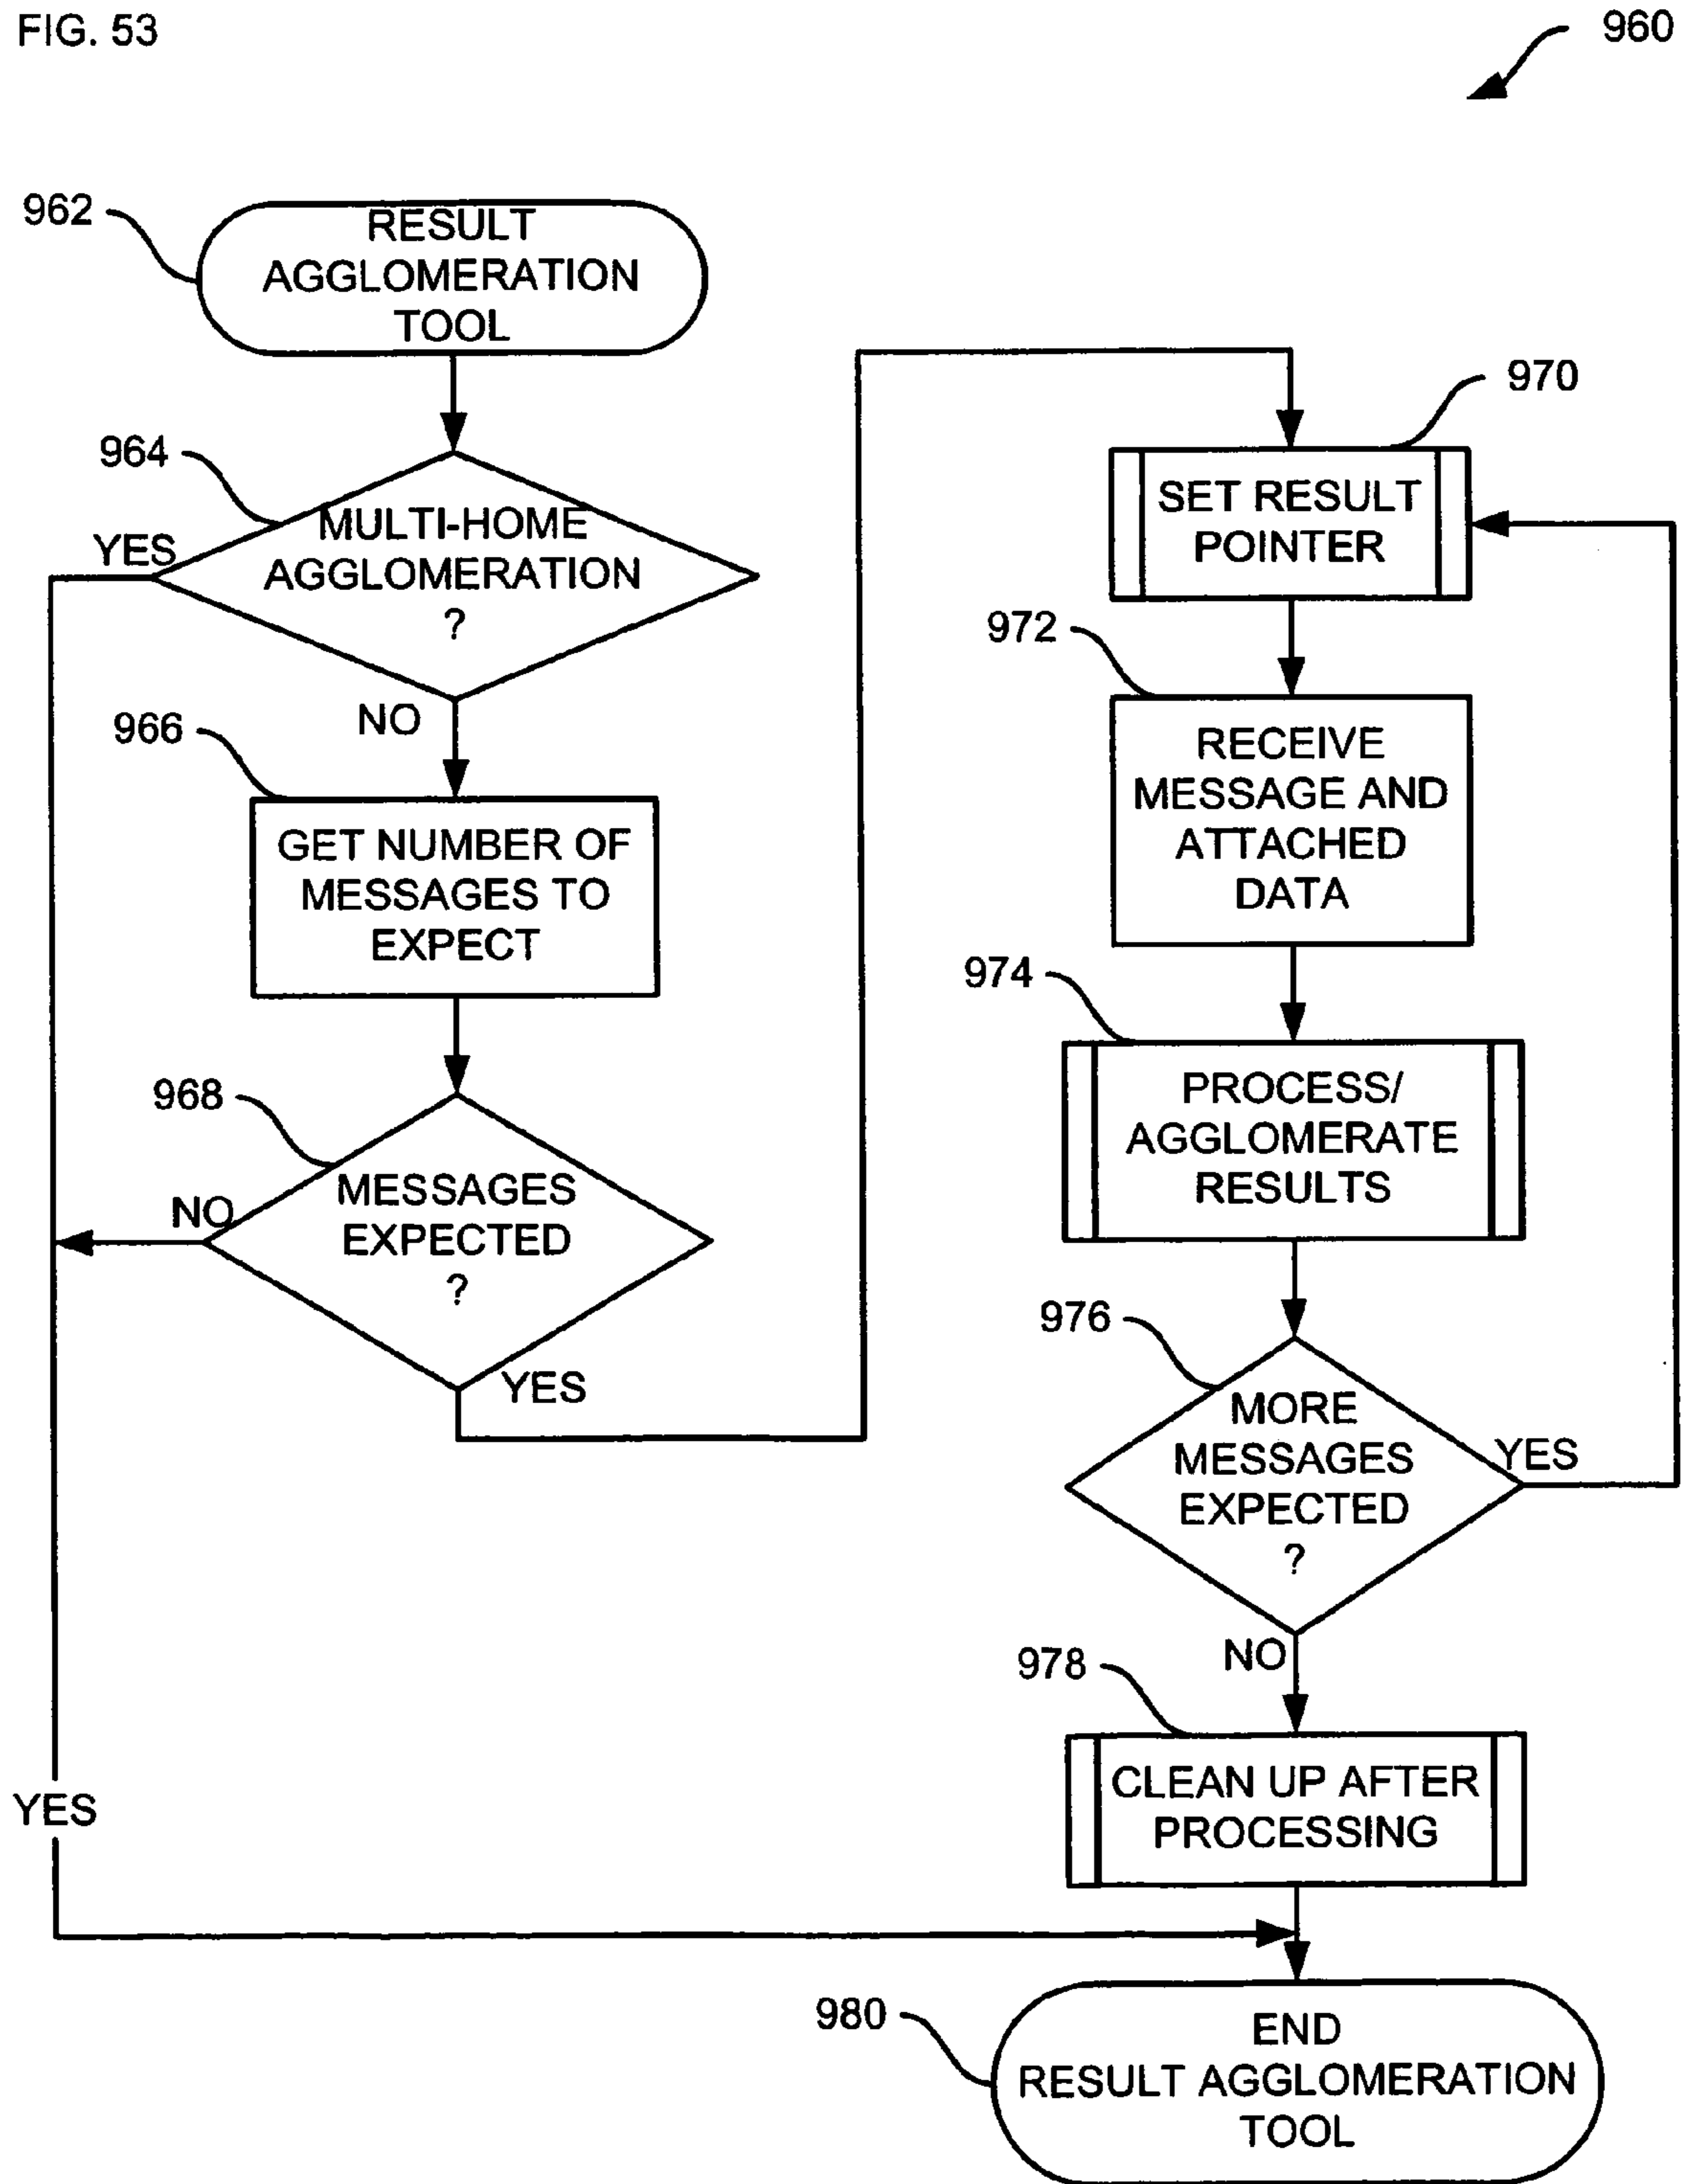 FIG. 53
960
962
RESULT
AGGLOMERATION
TOOL
964
YES
MULTI-HOME
AGGLOMERATION
?
NO
966
GET NUMBER OF
MESSAGES TO
EXPECT
968
NO
MESSAGES
EXPECTED
?
YES
970
SET RESULT
POINTER
972
RECEIVE
MESSAGE AND
ATTACHED
DATA
974
PROCESS/
AGGLOMERATE
RESULTS
976
MORE
MESSAGES
EXPECTED
?
YES
NO
978
CLEAN UP AFTER
PROCESSING
YES
980
END
RESULT AGGLOMERATION
TOOL